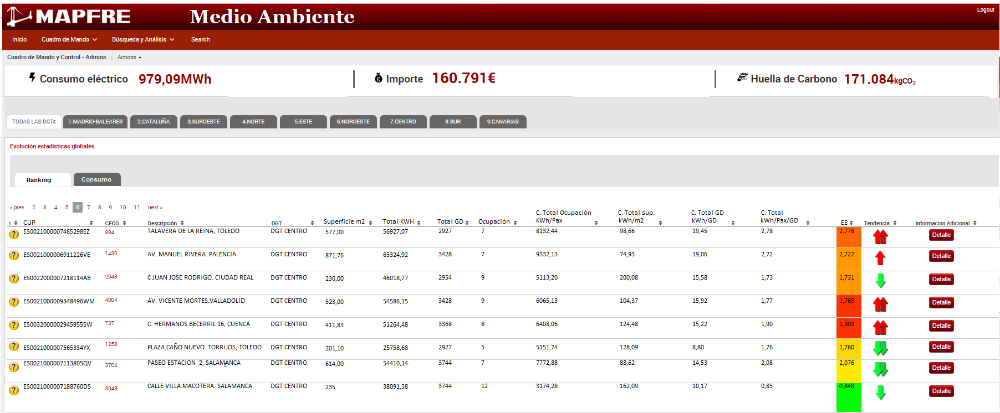 MAPFRE Medio Ambiente Logout
Inicio Cuadro de Mando Búsqueda y Análisis Search
Cuadro de Mando y Control - Admins | Actions
Consumo eléctrico 979,09MWh Importe 160.791€ Huella de Carbono 171.084kgCO2
TODAS LAS DGTs 1.MADRID-BALEARES 2.CATALUÑA 3.SUROESTE 4.NORTE 5.ESTE 6.NOROESTE 7.CENTRO 8.SUR 9.CANARIAS
Evolución estadísticas globales
Ranking Consumo
« prev 2 3 4 5 6 7 8 9 10 11 next »
i CUP CECO Descripción DGT Superficie m2 Total KWH Total GD Ocupación C. Total Ocupación KWh/Pax C. Total sup. kWh/m2 C. Total GD kWh/GD C. Total kWh/Pax/GD EE Tendencia Informacion Adicional
? ES0021000007485298EZ 894 TALAVERA DE LA REINA, TOLEDO DGT CENTRO 577,00 56927,07 2927 7 8132,44 98,66 19,45 2,78 2,778 Detalle
? ES0021000006911226VE 1430 AV. MANUEL RIVERA. PALENCIA DGT CENTRO 871,76 65324,92 3428 7 9332,13 74,93 19,06 2,72 2,722 Detalle
? ES0022000007218114AB 2948 C JUAN JOSE RODRIGO. CIUDAD REAL DGT CENTRO 230,00 46018,77 2954 9 5113,20 200,08 15,58 1,73 1,731 Detalle
? ES0021000009348496WM 4004 AV. VICENTE MORTES.VALLADOLID DGT CENTRO 523,00 54586,15 3428 9 6065,13 104,37 15,92 1,77 1,769 Detalle
? ES0032000002945955SW 737 C. HERMANOS BECERRIL 16, CUENCA DGT CENTRO 411,83 51264,48 3368 8 6408,06 124,48 15,22 1,90 1,903 Detalle
? ES0021000007565334YX 1258 PLAZA CAÑO NUEVO. TORRIJOS, TOLEDO DGT CENTRO 201,10 25758,68 2927 5 5151,74 128,09 8,80 1,76 1,760 Detalle
? ES0021000007113805QV 3704 PASEO ESTACION 2, SALAMANCA DGT CENTRO 614,00 54410,14 3744 7 7772,88 88,62 14,53 2,08 2,076 Detalle
? ES0021000007188760DS 3048 CALLE VILLA MACOTERA. SALAMANCA DGT CENTRO 235 38091,38 3744 12 3174,28 162,09 10,17 0,85 0,848 Detalle